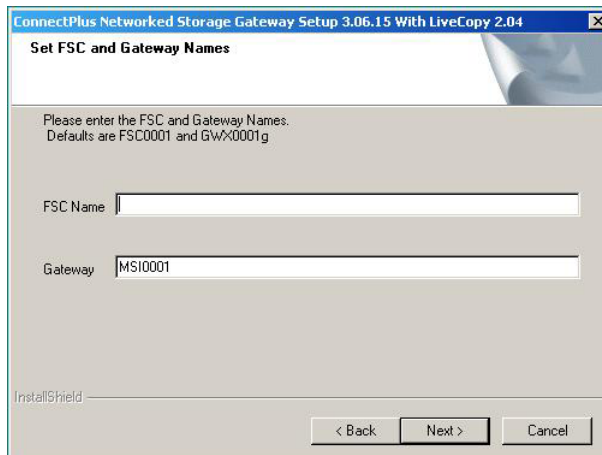 ConnectPlus Networked Storage Gateway Setup 3.06.15 With LiveCopy 2.04
Set FSC and Gateway Names
Please enter the FSC and Gateway Names.
Defaults are FSC0001 and GWX0001g
FSC Name
Gateway MSI0001
InstallShield
< Back Next > Cancel